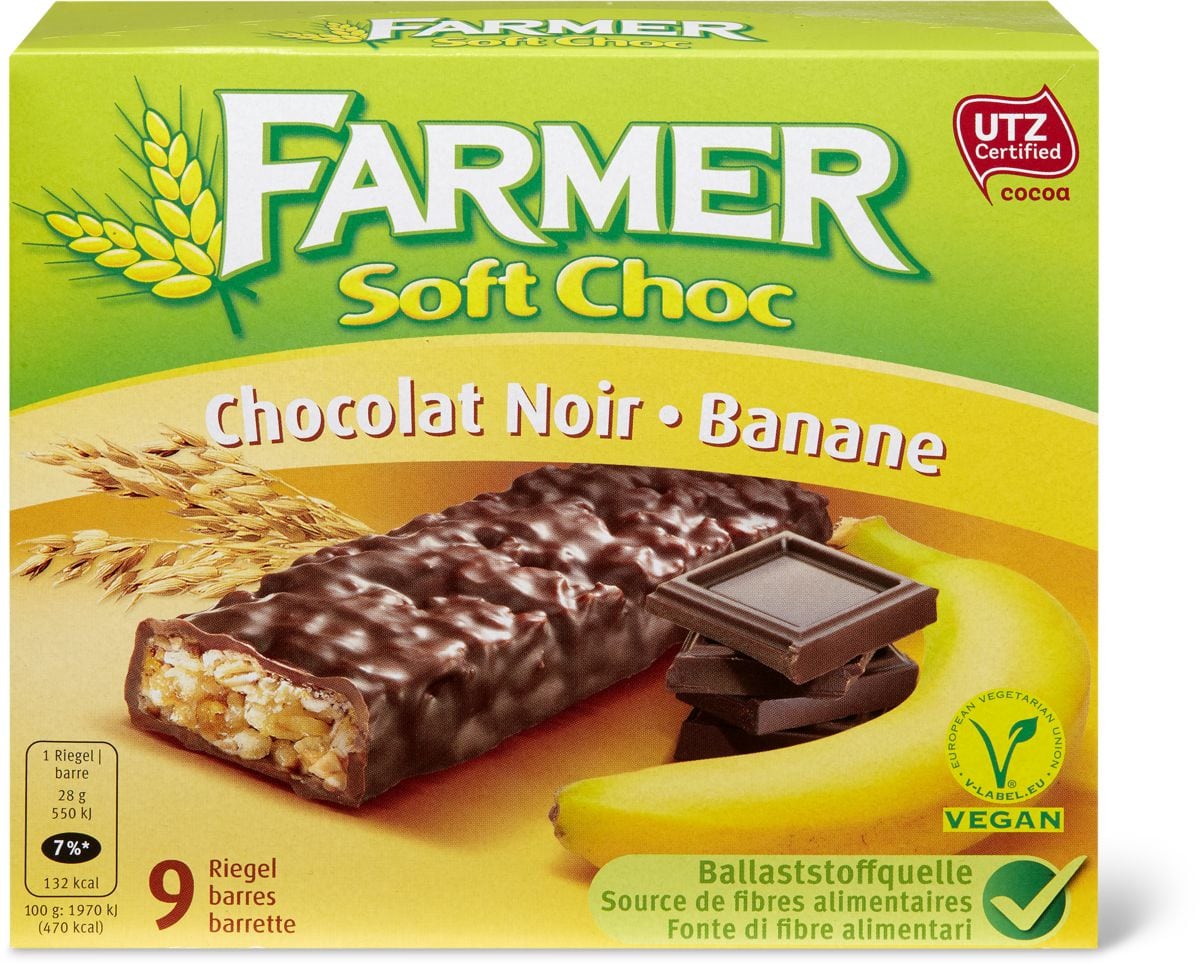 FARMER
Soft Choc
FARMER
Soft Choc
UTZ
Certified
cocoa
Chocolat Noir • Banane
1 Riegel |
barre
28 g
550 kJ
7%*
132 kcal
100 g: 1970 kJ
(470 kcal)
9
Riegel
barres
barrette
EUROPEAN VEGETARIAN UNION
• V-LABEL.EU •
®
VEGAN
Ballaststoffquelle
Source de fibres alimentaires
Fonte di fibre alimentari